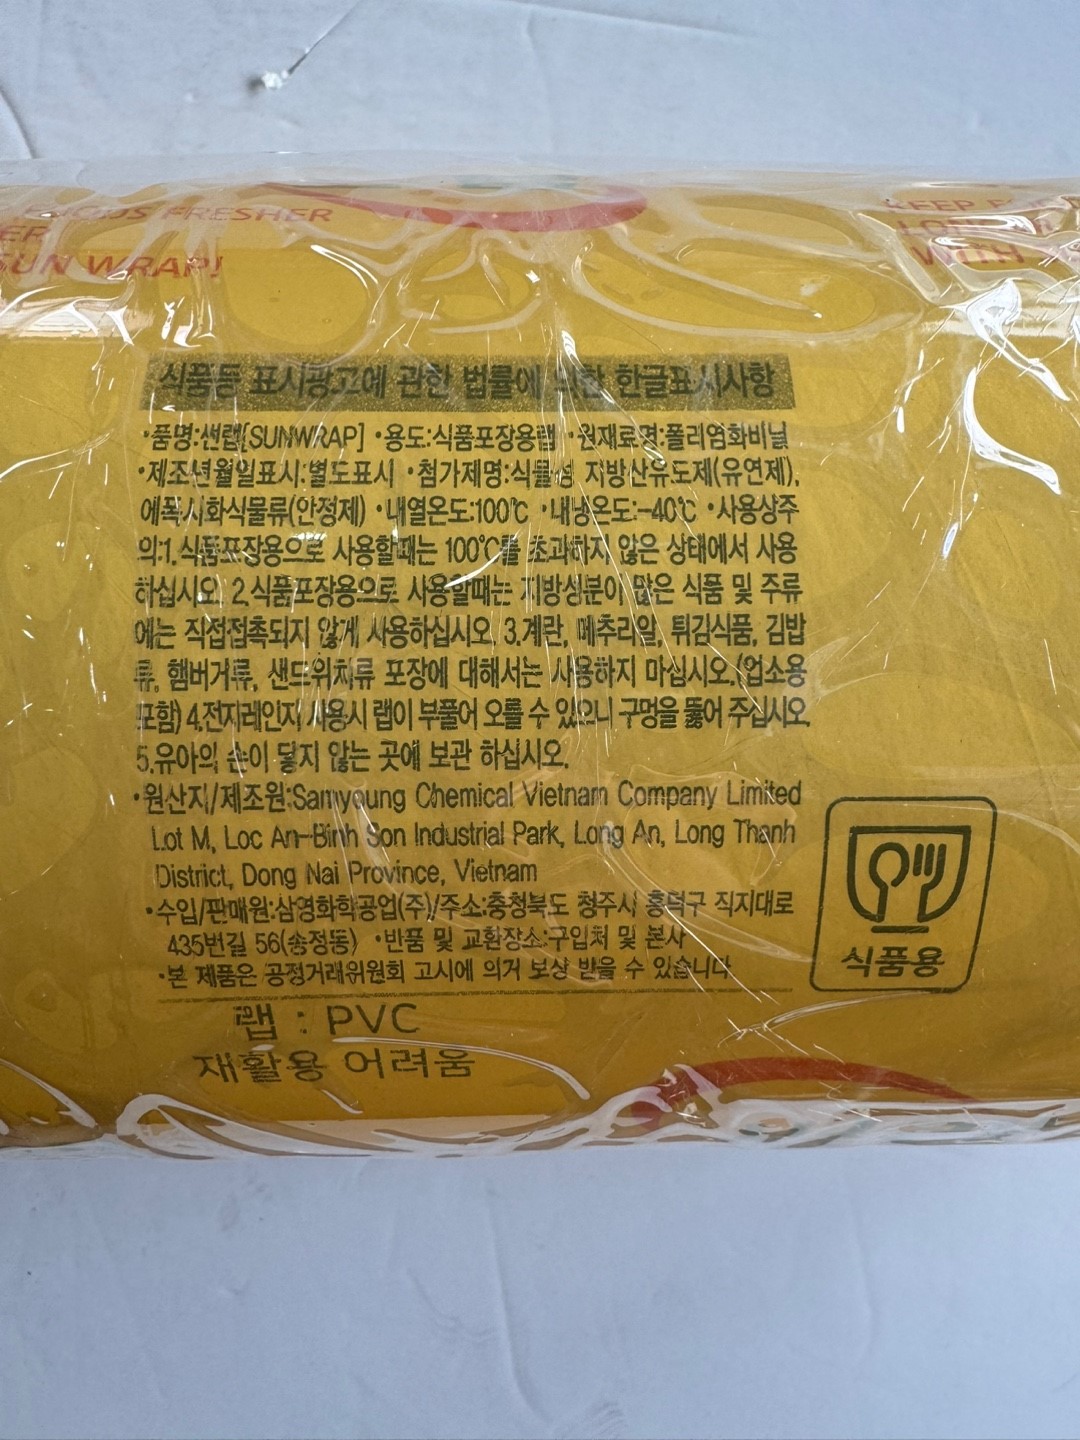 FOODS FRESHER
ER
SUN WRAP!
KEEP
WITH
식품등 표시광고에 관한 법률에 의한 한글표시사항
•품명:썬랩[SUNWRAP] •용도:식품포장용랩 •원재료명:폴리염화비닐
•제조년월일표시:별도표시 •첨가제명:식물성 지방산유도제(유연제),
에폭시화식물류(안정제) •내열온도:100℃ •내냉온도:-40℃ •사용상주
의:1.식품포장용으로 사용할때는 100℃를 초과하지 않은 상태에서 사용
하십시오. 2.식품포장용으로 사용할때는 지방성분이 많은 식품 및 주류
에는 직접접촉되지 않게 사용하십시오. 3.계란, 메추리알, 튀김식품, 김밥
류, 햄버거류, 샌드위치류 포장에 대해서는 사용하지 마십시오.(업소용
포함) 4.전자레인지 사용시 랩이 부풀어 오를 수 있으니 구멍을 뚫어 주십시오.
5.유아의 손이 닿지 않는 곳에 보관 하십시오.
•원산지/제조원:Samyoung Chemical Vietnam Company Limited
Lot M, Loc An-Binh Son Industrial Park, Long An, Long Thanh
District, Dong Nai Province, Vietnam
•수입/판매원:삼영화학공업(주)/주소:충청북도 청주시 흥덕구 직지대로
435번길 56(송정동) •반품 및 교환장소:구입처 및 본사
•본 제품은 공정거래위원회 고시에 의거 보상 받을 수 있습니다
식품용
랩 : PVC
재활용 어려움